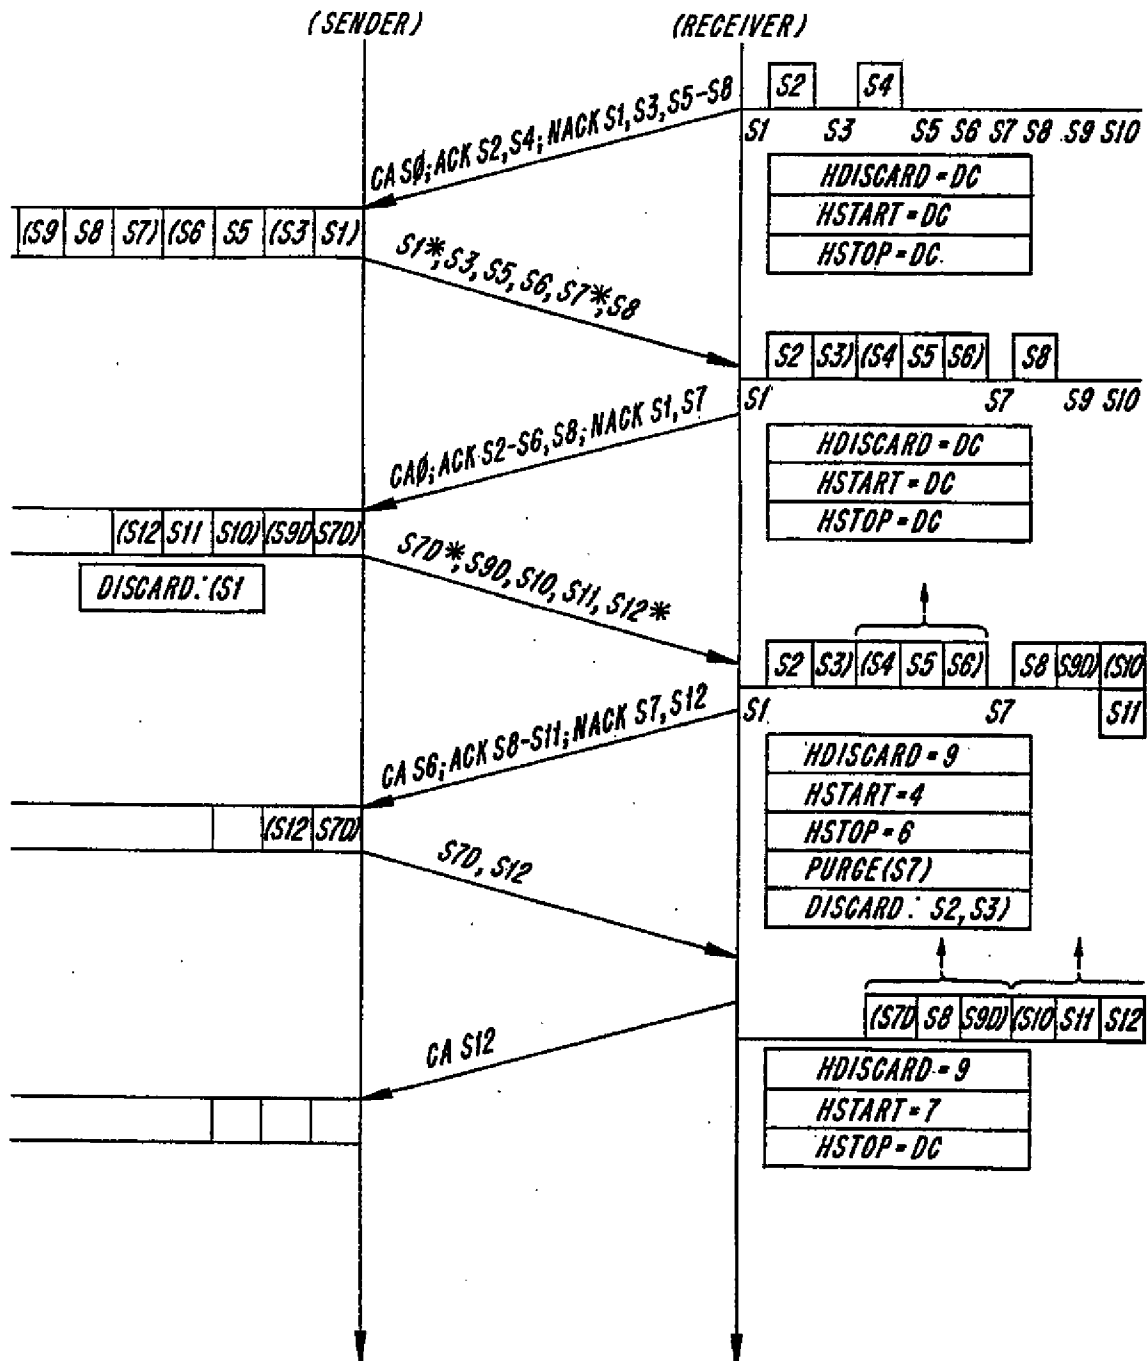 (SENDER) (RECEIVER)
S2 S4
S1 S3 S5 S6 S7 S8 S9 S10
CA SØ; ACK S2, S4; NACK S1, S3, S5-S8
HDISCARD = DC
HSTART = DC
HSTOP = DC
(S9 S8 S7) (S6 S5 (S3 S1)
S1*, S3, S5, S6, S7*, S8
S2 S3) (S4 S5 S6) S8
S1 S7 S9 S10
CAØ; ACK S2-S6, S8; NACK S1, S7
HDISCARD = DC
HSTART = DC
HSTOP = DC
(S12 S11 S10) (S9D S7D)
DISCARD: (S1
S7D*, S9D, S10, S11, S12*
S2 S3) (S4 S5 S6) S8 S9D) (S10
S1 S7 S11
CA S6; ACK S8-S11; NACK S7, S12
HDISCARD = 9
HSTART = 4
HSTOP = 6
PURGE(S7)
DISCARD: S2, S3)
(S12 S7D)
S7D, S12
(S7D S8 S9D) (S10 S11 S12
CA S12
HDISCARD = 9
HSTART = 7
HSTOP = DC